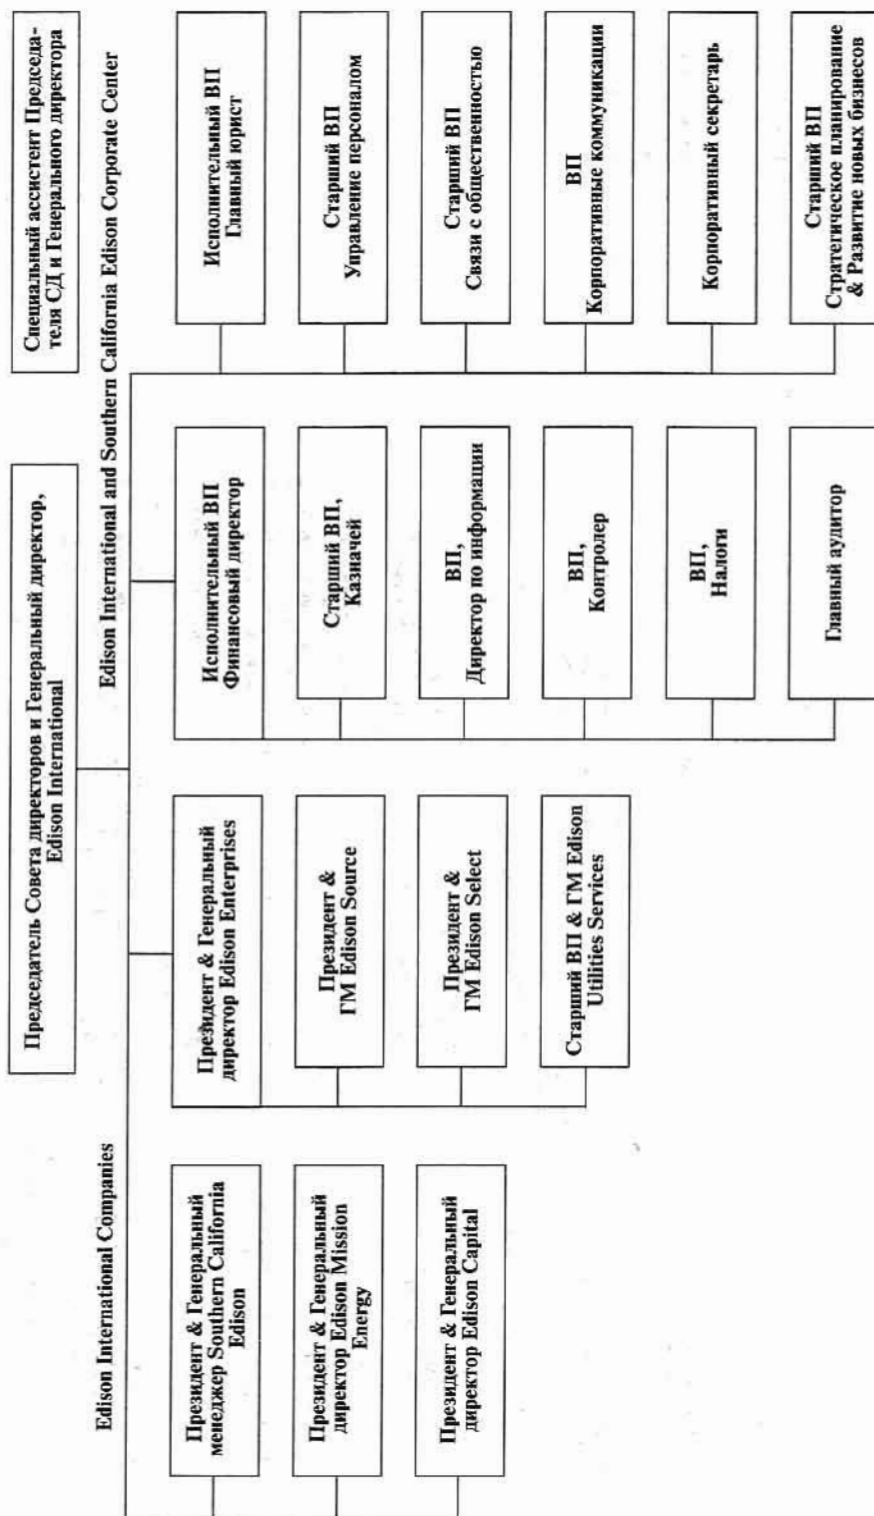 Председатель Совета директоров и Генеральный директор,
Edison International
Специальный ассистент Председа-
теля СД и Генерального директора
Edison International Companies
Edison International and Southern California Edison Corporate Center
Президент & Генеральный
менеджер Southern California
Edison
Президент & Генеральный
директор Edison Mission
Energy
Президент & Генеральный
директор Edison Capital
Президент & Генеральный
директор Edison Enterprises
Президент &
ГМ Edison Source
Президент &
ГМ Edison Select
Старший ВП & ГМ Edison
Utilities Services
Исполнительный ВП
Финансовый директор
Старший ВП,
Казначей
ВП,
Директор по информации
ВП,
Контролер
ВП,
Налоги
Главный аудитор
Исполнительный ВП
Главный юрист
Старший ВП
Управление персоналом
Старший ВП
Связи с общественностью
ВП
Корпоративные коммуникации
Корпоративный секретарь
Старший ВП
Стратегическое планирование
& Развитие новых бизнесов